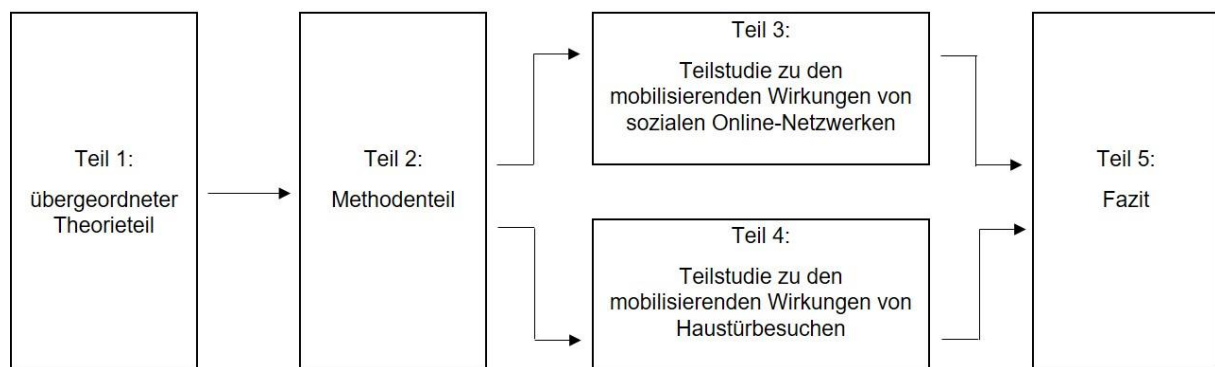 Teil 1:
übergeordneter
Theorieteil
Teil 2:
Methodenteil
Teil 3:
Teilstudie zu den
mobilisierenden Wirkungen von
sozialen Online-Netzwerken
Teil 4:
Teilstudie zu den
mobilisierenden Wirkungen von
Haustürbesuchen
Teil 5:
Fazit